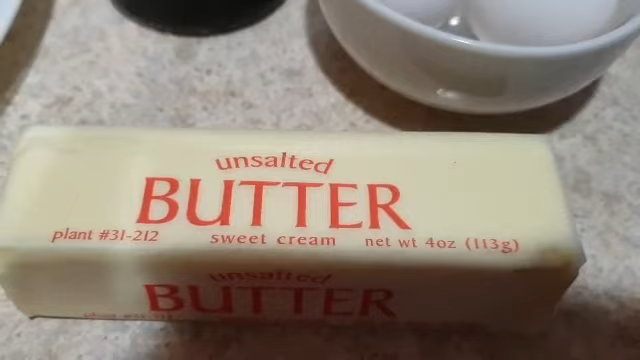 unsalted
BUTTER
plant #31-212 sweet cream net wt 4oz (113g)
unsalted
BUTTER